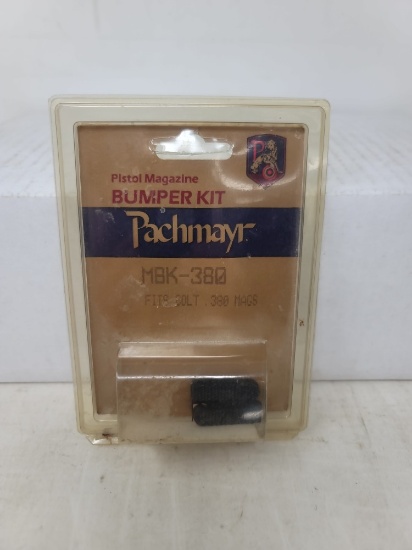 Pistol Magazine
BUMPER KIT
Pachmayr
MBK-380
FITS COLT .380 MAGS